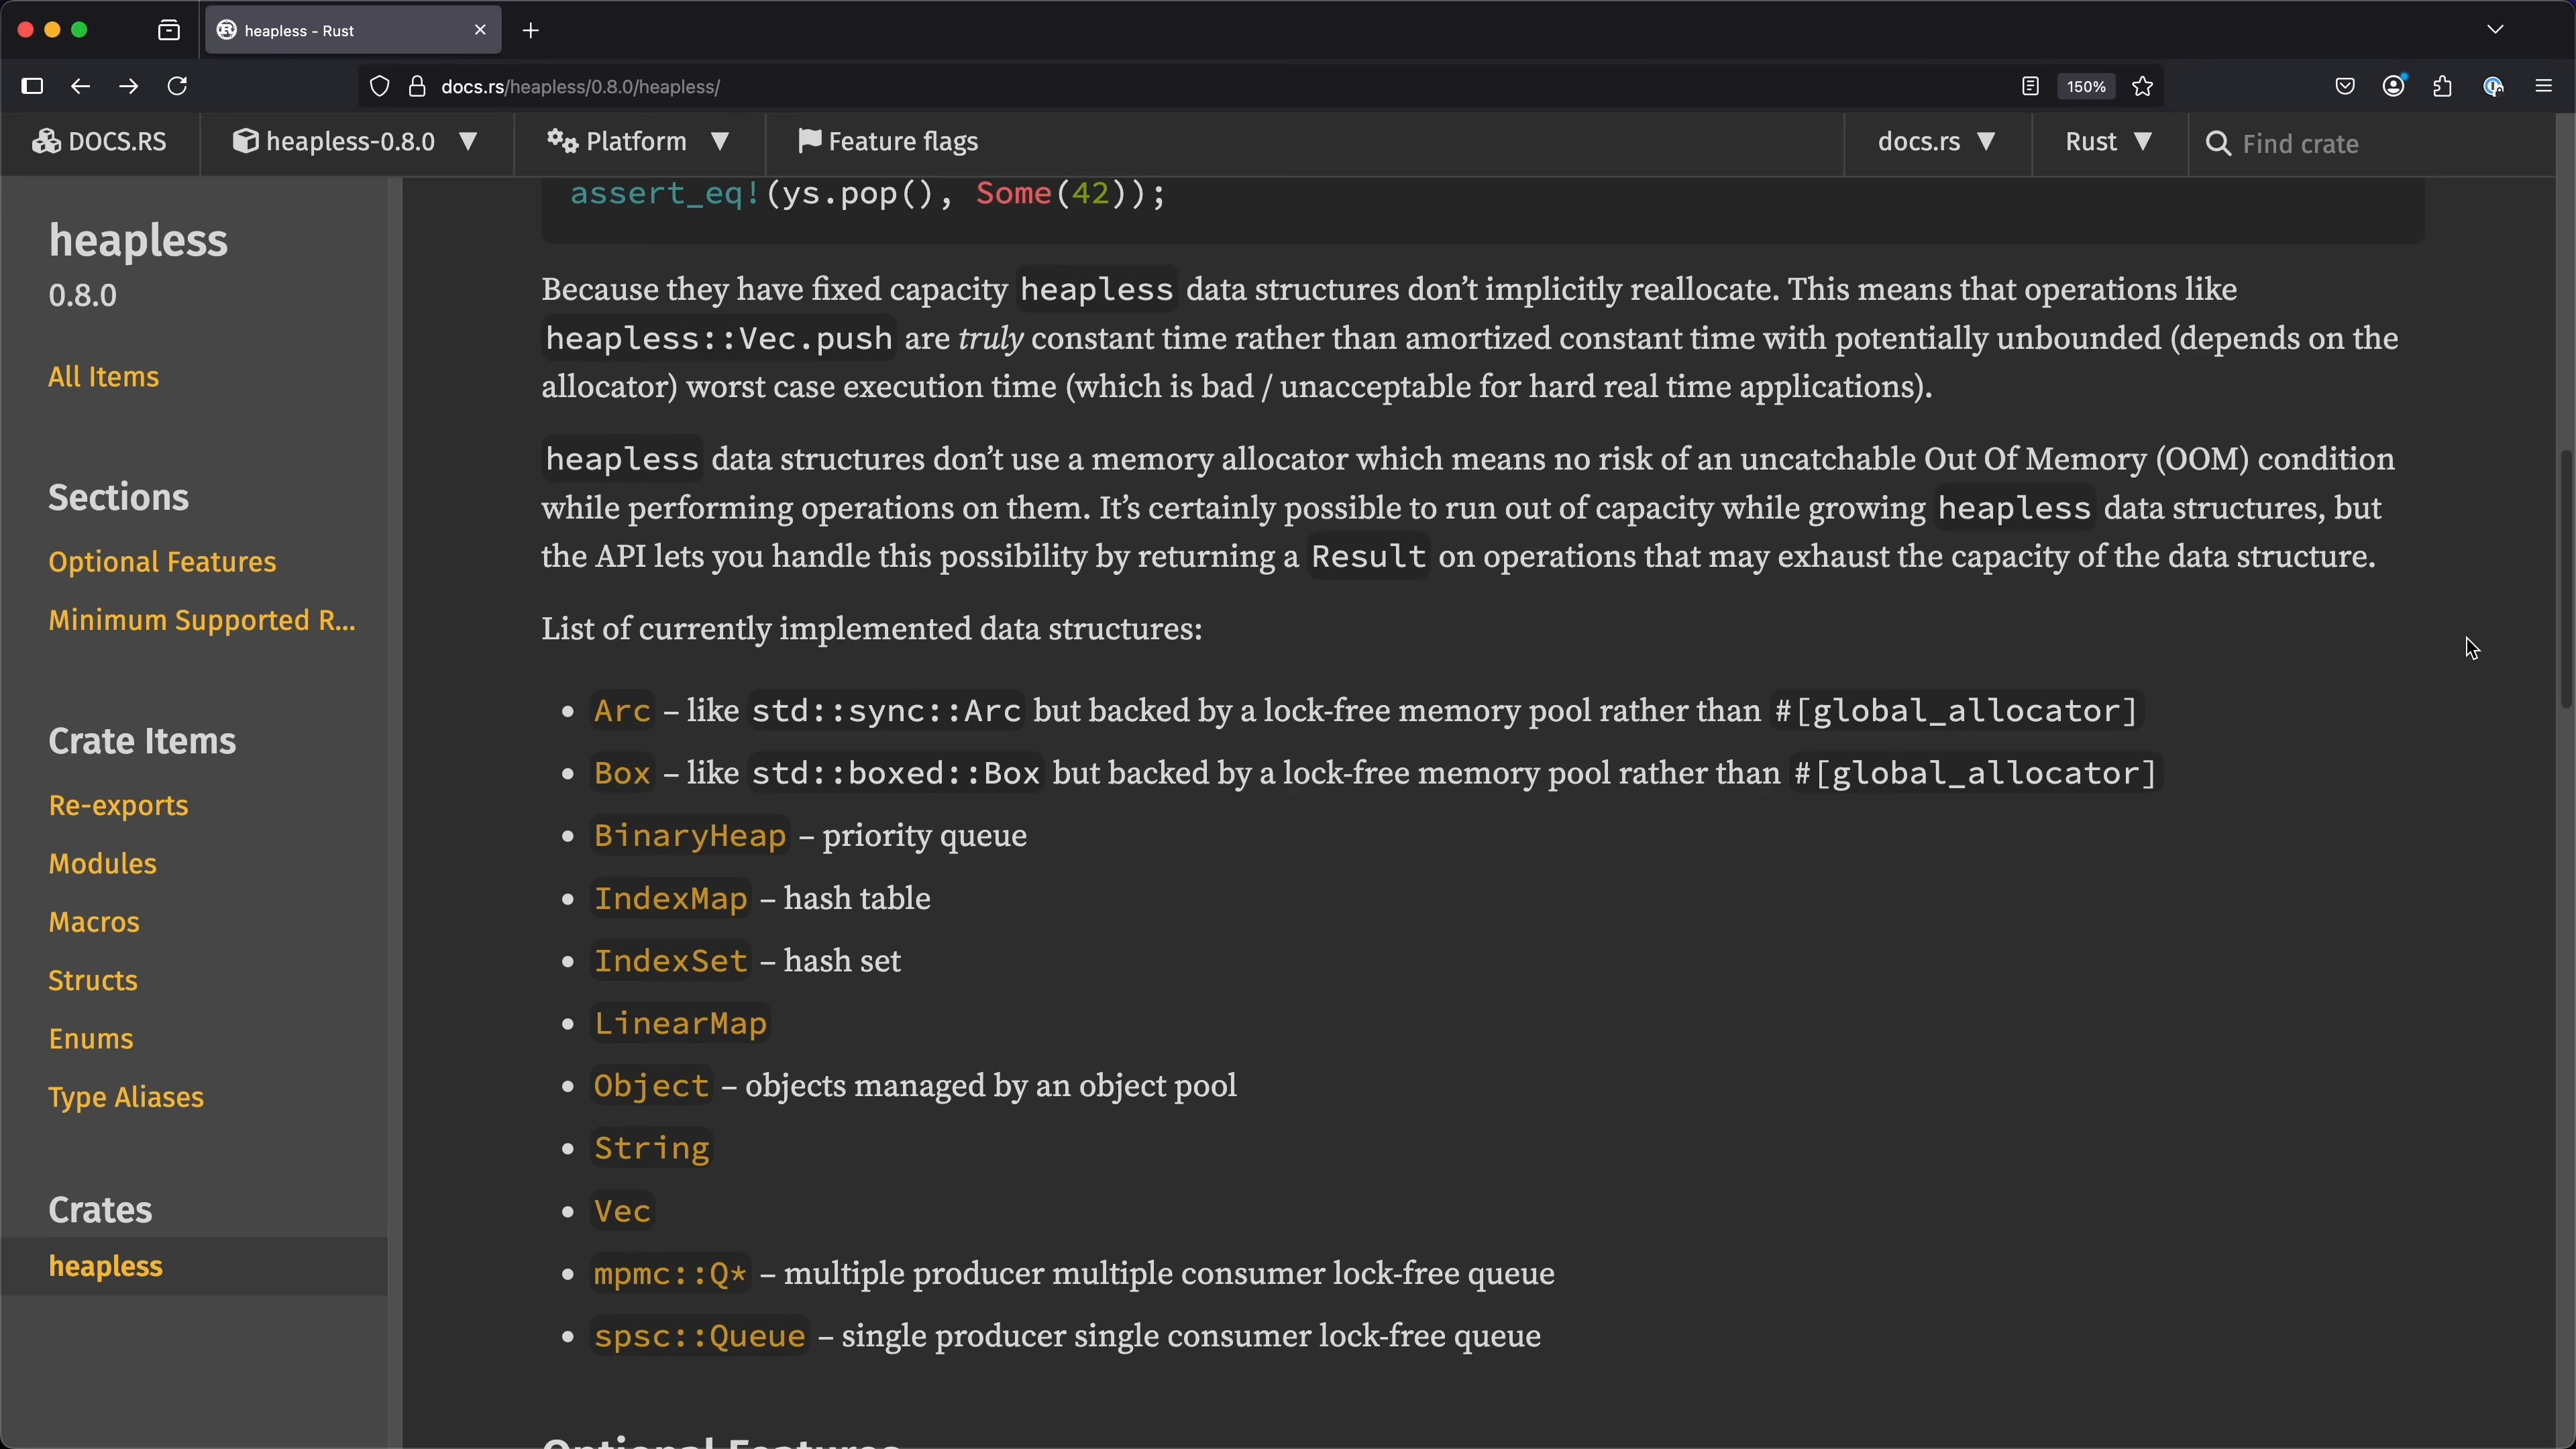 heapless - Rust
docs.rs/heapless/0.8.0/heapless/
150%
DOCS.RS
heapless-0.8.0
Platform
Feature flags
docs.rs
Rust
Find crate
heapless
0.8.0
All Items
Sections
Optional Features
Minimum Supported R...
Crate Items
Re-exports
Modules
Macros
Structs
Enums
Type Aliases
Crates
heapless
assert_eq!(ys.pop(), Some(42));
Because they have fixed capacity heapless data structures don’t implicitly reallocate. This means that operations like
heapless::Vec.push are truly constant time rather than amortized constant time with potentially unbounded (depends on the
allocator) worst case execution time (which is bad / unacceptable for hard real time applications).
heapless data structures don’t use a memory allocator which means no risk of an uncatchable Out Of Memory (OOM) condition
while performing operations on them. It’s certainly possible to run out of capacity while growing heapless data structures, but
the API lets you handle this possibility by returning a Result on operations that may exhaust the capacity of the data structure.
List of currently implemented data structures:
• Arc – like std::sync::Arc but backed by a lock-free memory pool rather than #[global_allocator]
• Box – like std::boxed::Box but backed by a lock-free memory pool rather than #[global_allocator]
• BinaryHeap – priority queue
• IndexMap – hash table
• IndexSet – hash set
• LinearMap
• Object – objects managed by an object pool
• String
• Vec
• mpmc::Q* – multiple producer multiple consumer lock-free queue
• spsc::Queue – single producer single consumer lock-free queue
Optional Features